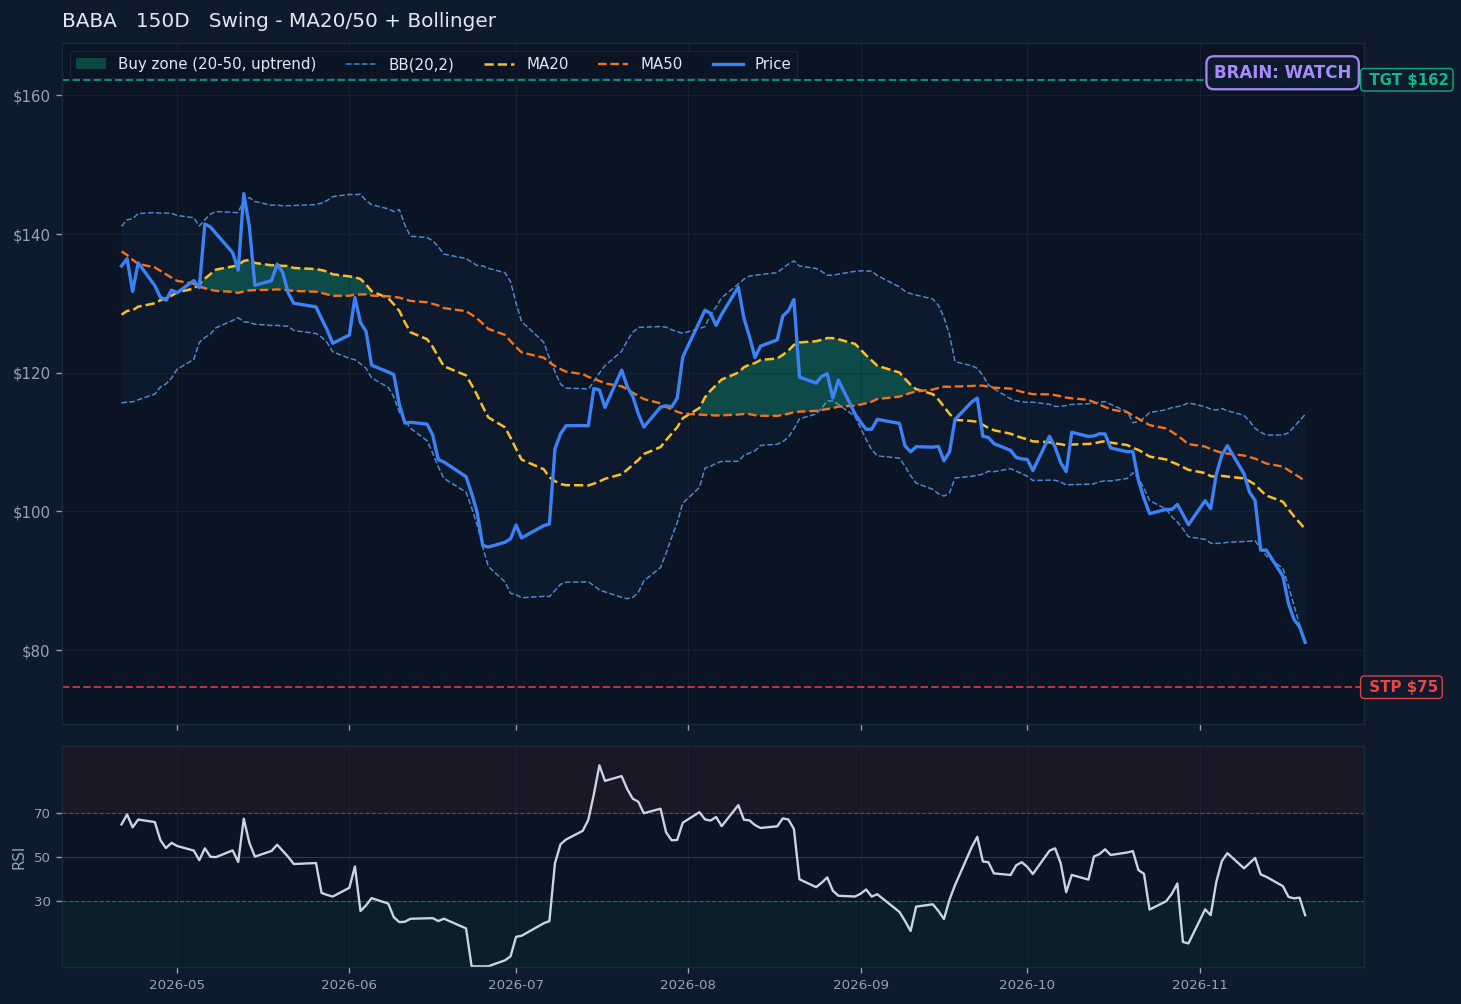 BABA 150D Swing - MA20/50 + Bollinger
Buy zone (20-50, uptrend) BB(20,2) MA20 MA50 Price
BRAIN: WATCH
TGT $162
$160
$140
$120
$100
$80
STP $75
70
50
30
RSI
2026-05 2026-06 2026-07 2026-08 2026-09 2026-10 2026-11